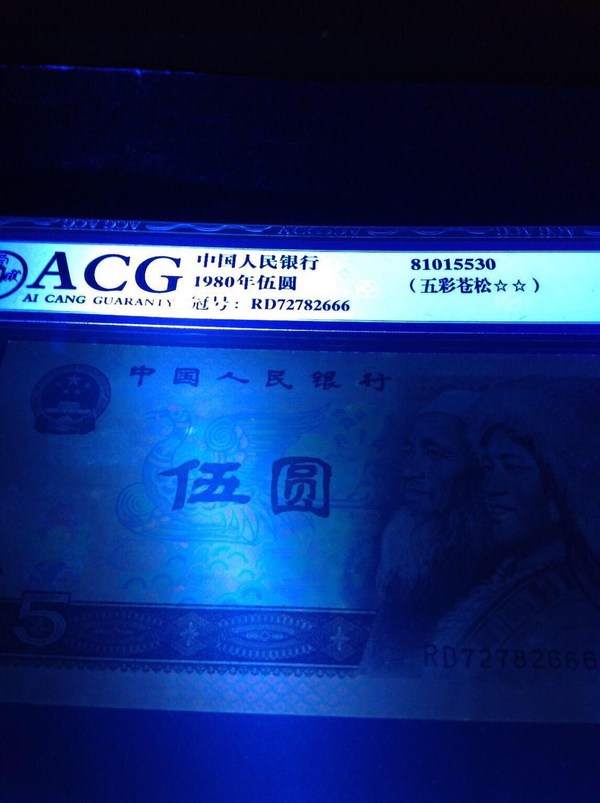 ACG
AI CANG GUARANTY
中国人民银行
1980年伍圆
冠号: RD72782666
81015530
(五彩苍松☆☆)
中国人民银行
伍圆
5
RD72782666